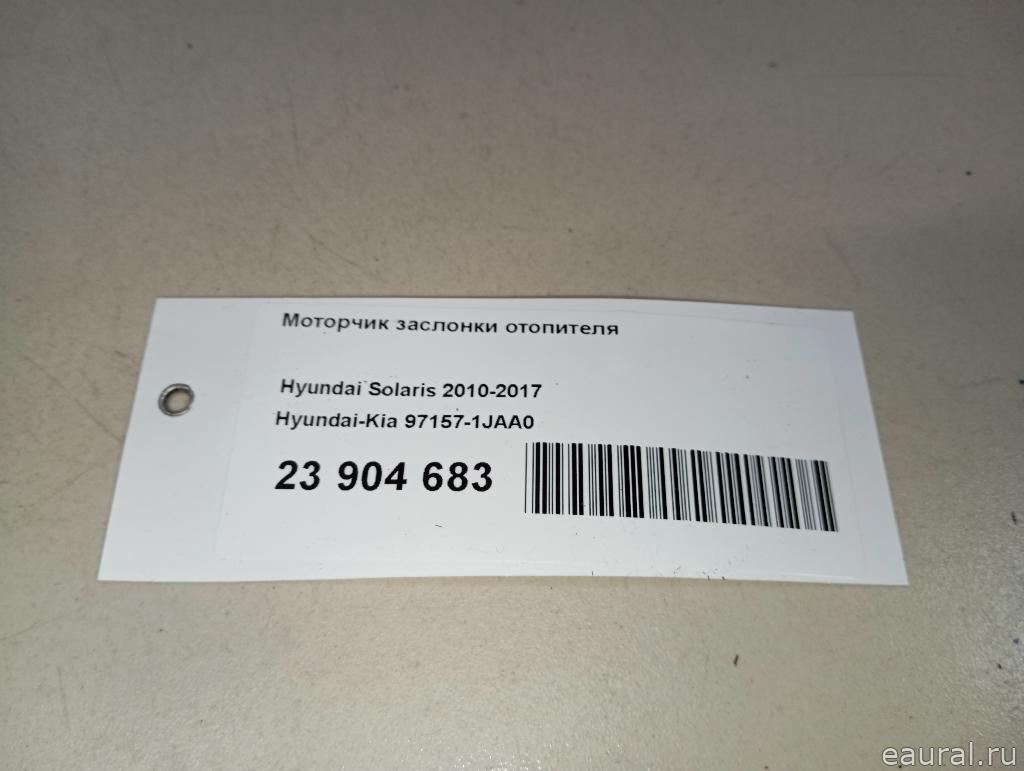 Моторчик заслонки отопителя
Hyundai Solaris 2010-2017
Hyundai-Kia 97157-1JAA0
23 904 683
eaural.ru